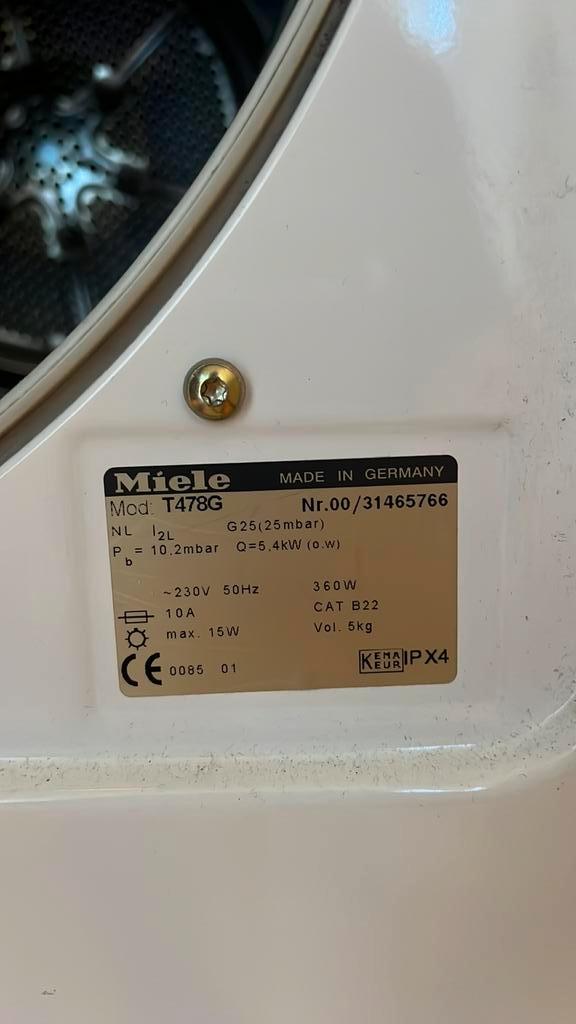 Miele MADE IN GERMANY
Mod: T478G Nr.00/31465766
NL I2L G25(25mbar)
Pb = 10,2mbar Q=5,4kW (o.w)
~230V 50Hz 360W
10A CAT B22
max. 15W Vol. 5kg
CE 0085 01 KEMA KEUR IPX4